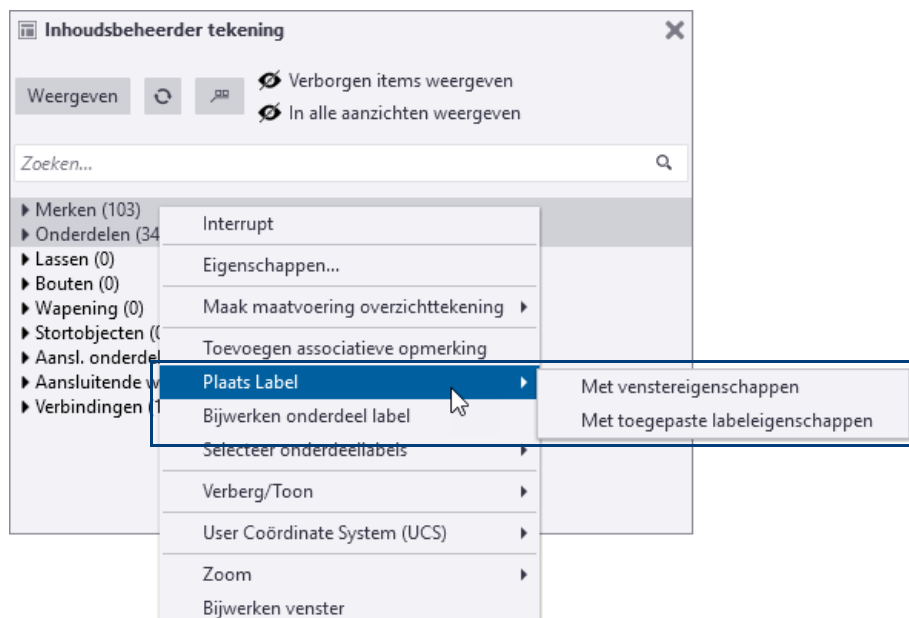 Inhoudsbeheerder tekening
Weergeven
Verborgen items weergeven
In alle aanzichten weergeven
Zoeken...
Merken (103)
Onderdelen (34
Lassen (0)
Bouten (0)
Wapening (0)
Stortobjecten (
Aansl. onderdel
Aansluitende w
Verbindingen (1
Interrupt
Eigenschappen...
Maak maatvoering overzichttekening
Toevoegen associatieve opmerking
Plaats Label
Bijwerken onderdeel label
Selecteer onderdeellabels
Verberg/Toon
User Coördinate System (UCS)
Zoom
Bijwerken venster
Met venstereigenschappen
Met toegepaste labeleigenschappen